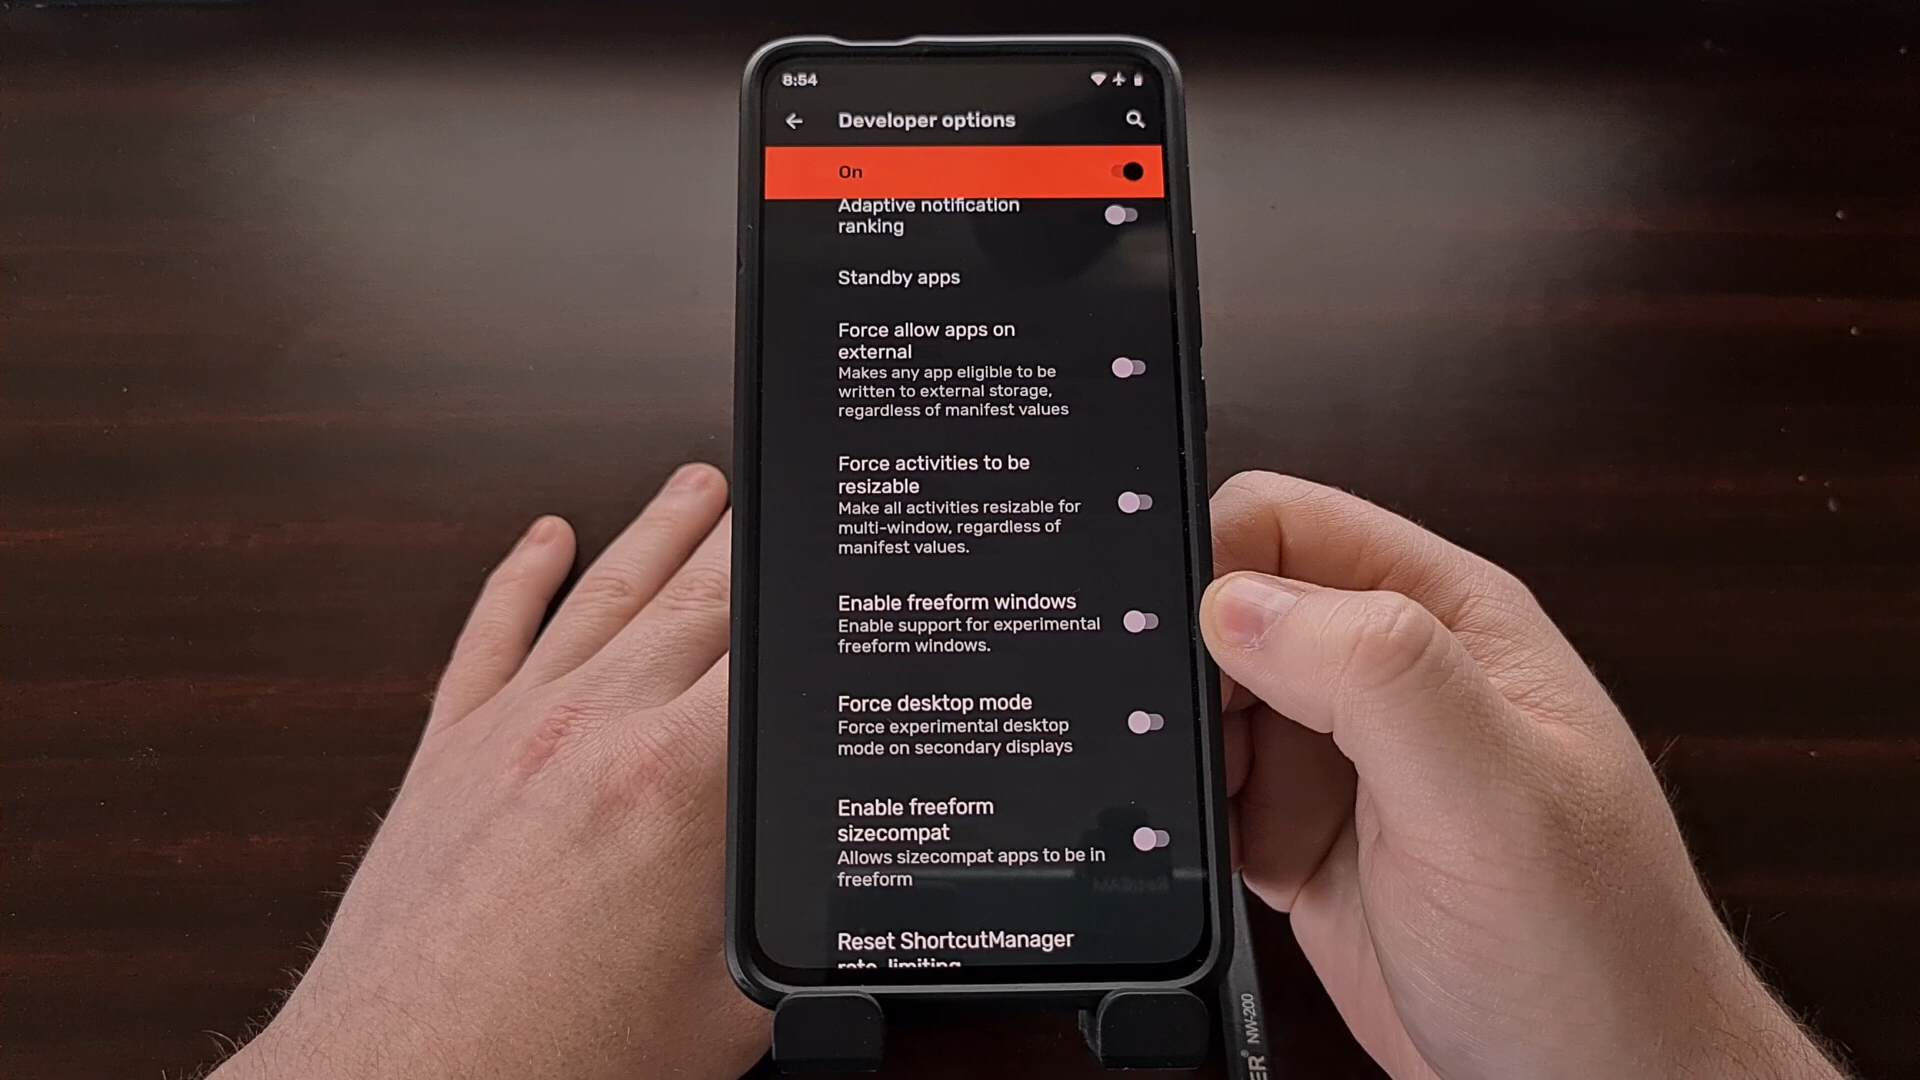 8:54
Developer options
On
Adaptive notification
ranking
Standby apps
Force allow apps on
external
Makes any app eligible to be
written to external storage,
regardless of manifest values
Force activities to be
resizable
Make all activities resizable for
multi-window, regardless of
manifest values.
Enable freeform windows
Enable support for experimental
freeform windows.
Force desktop mode
Force experimental desktop
mode on secondary displays
Enable freeform
sizecompat
Allows sizecompat apps to be in
freeform
Reset ShortcutManager
rate-limiting
ER® NW-200